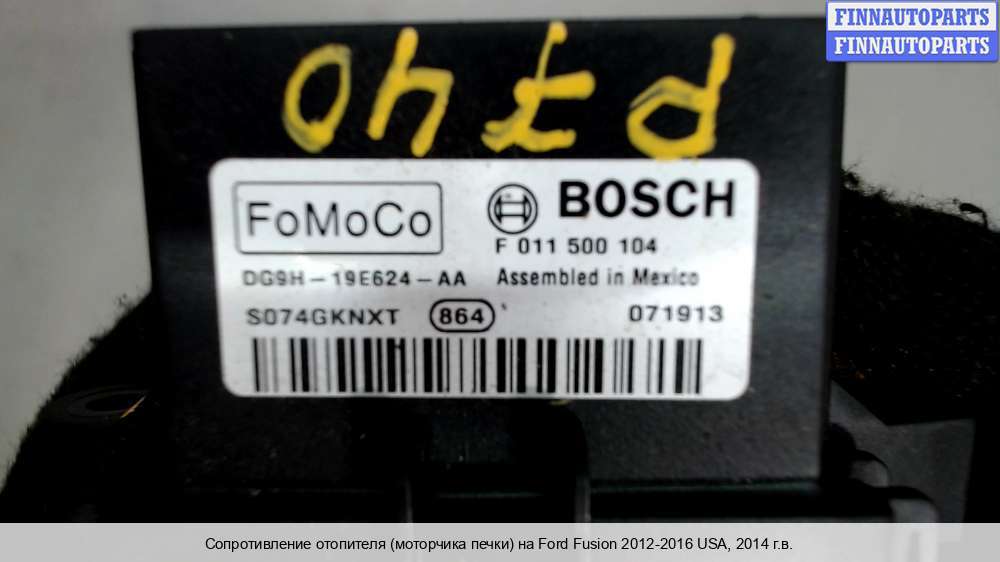 FINNAUTOPARTS
FINNAUTOPARTS
P740
FoMoCo
BOSCH
F 011 500 104
DG9H-19E624-AA Assembled in Mexico
S074GKNXT 864 071913
Сопротивление отопителя (моторчика печки) на Ford Fusion 2012-2016 USA, 2014 г.в.